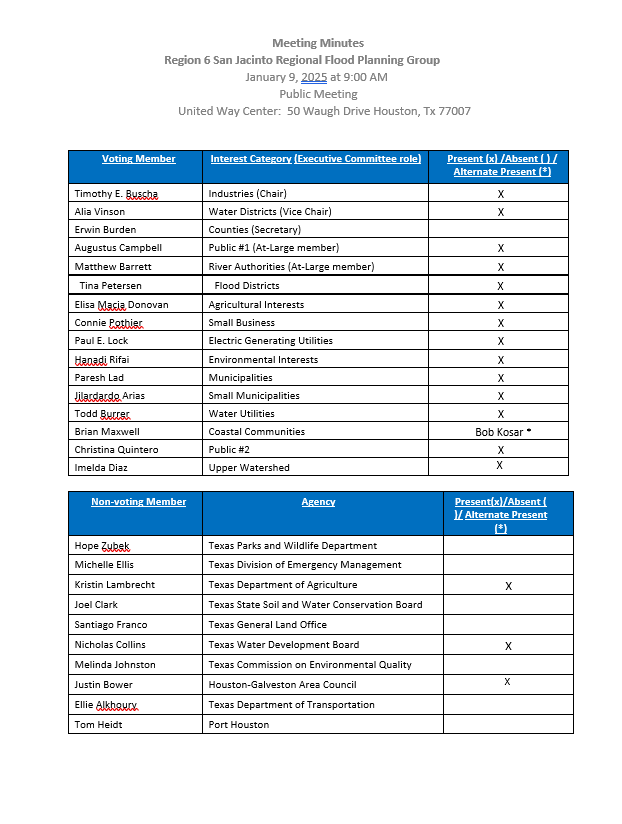 Meeting Minutes
Region 6 San Jacinto Regional Flood Planning Group
January 9, 2025 at 9:00 AM
Public Meeting
United Way Center: 50 Waugh Drive Houston, Tx 77007
Voting Member Interest Category (Executive Committee role) Present (x) /Absent ( ) /
Alternate Present (*)
Timothy E. Buscha Industries (Chair) X
Alia Vinson Water Districts (Vice Chair) X
Erwin Burden Counties (Secretary)
Augustus Campbell Public #1 (At-Large member) X
Matthew Barrett River Authorities (At-Large member) X
Tina Petersen Flood Districts X
Elisa Macia Donovan Agricultural Interests X
Connie Pothier Small Business X
Paul E. Lock Electric Generating Utilities X
Hanadi Rifai Environmental Interests X
Paresh Lad Municipalities X
Jilardardo Arias Small Municipalities X
Todd Burrer Water Utilities X
Brian Maxwell Coastal Communities Bob Kosar *
Christina Quintero Public #2 X
Imelda Diaz Upper Watershed X
Non-voting Member Agency Present(x)/Absent (
)/ Alternate Present
(*)
Hope Zubek Texas Parks and Wildlife Department
Michelle Ellis Texas Division of Emergency Management
Kristin Lambrecht Texas Department of Agriculture X
Joel Clark Texas State Soil and Water Conservation Board
Santiago Franco Texas General Land Office
Nicholas Collins Texas Water Development Board X
Melinda Johnston Texas Commission on Environmental Quality
Justin Bower Houston-Galveston Area Council X
Ellie Alkhoury Texas Department of Transportation
Tom Heidt Port Houston